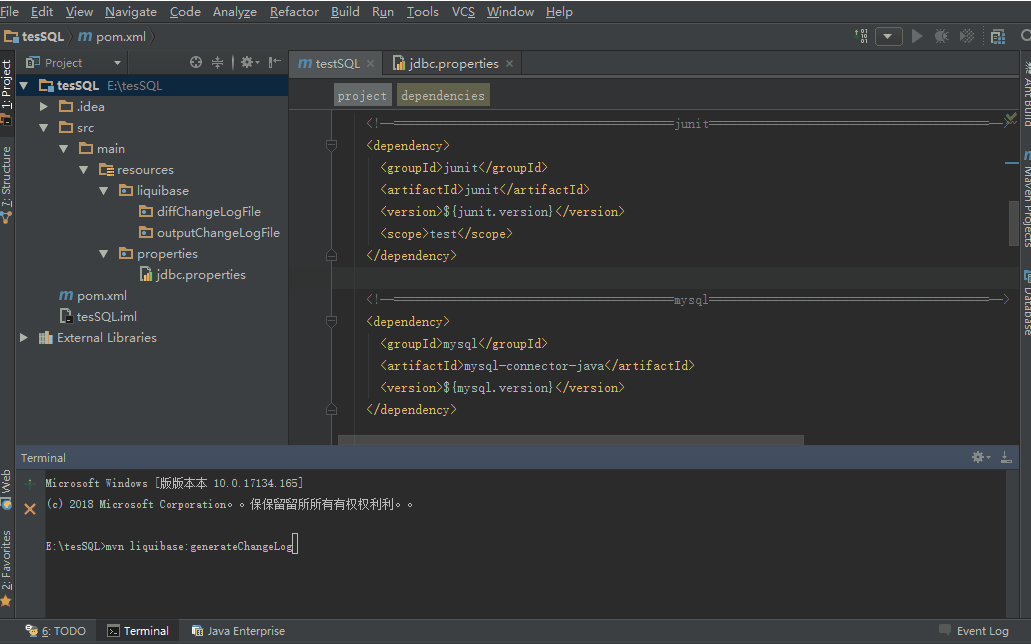 File Edit View Navigate Code Analyze Refactor Build Run Tools VCS Window Help
tesSQL m pom.xml
1: Project
7: Structure
Web
2: Favorites
Project
tesSQL E:\tesSQL
.idea
src
main
resources
liquibase
diffChangeLogFile
outputChangeLogFile
properties
jdbc.properties
m pom.xml
tesSQL.iml
External Libraries
m testSQL × jdbc.properties ×
project dependencies
<!--═══junit═══-->
<dependency>
<groupId>junit</groupId>
<artifactId>junit</artifactId>
<version>${junit.version}</version>
<scope>test</scope>
</dependency>
<!--═══mysql═══-->
<dependency>
<groupId>mysql</groupId>
<artifactId>mysql-connector-java</artifactId>
<version>${mysql.version}</version>
</dependency>
Ant Build
Maven Projects
Database
Terminal
Microsoft Windows [版版本本 10.0.17134.165]
(c) 2018 Microsoft Corporation。。保保留留所所有有权权利利。。
E:\tesSQL>mvn liquibase:generateChangeLog
6: TODO Terminal Java Enterprise Event Log